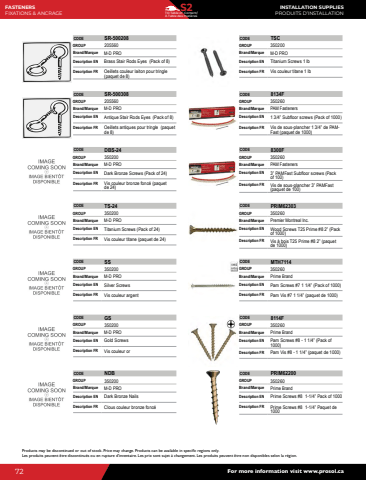 FASTENERS
FIXATIONS & ANCRAGE
S2
INSTALLATION SUPPLY
PRODUITS D'INSTALLATION
CODE SR-580208
GROUP 205060
Brand/Marque M-D PRO
Description EN Brass Stair Rods Eyes (Pack of 8)
Description FR Oeillets couleur laiton pour tringle
(paquet de 8)
CODE SR-580308
GROUP 205060
Brand/Marque M-D PRO
Description EN Antique Stair Rods Eyes (Pack of 8)
Description FR Oeillets antiques pour tringle (paquet
de 8)
IMAGE
COMING SOON
IMAGE BIENTÔT
DISPONIBLE
CODE DBS-24
GROUP 350200
Brand/Marque M-D PRO
Description EN Dark Bronze Screws (Pack of 24)
Description FR Vis couleur bronze foncé (paquet
de 24)
IMAGE
COMING SOON
IMAGE BIENTÔT
DISPONIBLE
CODE TS-24
GROUP 350200
Brand/Marque M-D PRO
Description EN Titanium Screws (Pack of 24)
Description FR Vis couleur titane (paquet de 24)
IMAGE
COMING SOON
IMAGE BIENTÔT
DISPONIBLE
CODE SS
GROUP 350200
Brand/Marque M-D PRO
Description EN Silver Screws
Description FR Vis couleur argent
IMAGE
COMING SOON
IMAGE BIENTÔT
DISPONIBLE
CODE GS
GROUP 350200
Brand/Marque M-D PRO
Description EN Gold Screws
Description FR Vis couleur or
IMAGE
COMING SOON
IMAGE BIENTÔT
DISPONIBLE
CODE NDB
GROUP 350200
Brand/Marque M-D PRO
Description EN Dark Bronze Nails
Description FR Clous couleur bronze foncé
CODE TSC
GROUP 350200
Brand/Marque M-D PRO
Description EN Titanium Screws 1 lb
Description FR Vis couleur titane 1 lb
CODE 8134F
GROUP 350260
Brand/Marque PAM Fasteners
Description EN 1 3/4" Subfloor screws (Pack of 1000)
Description FR Vis de sous-plancher 1 3/4" de PAM-
Fast (paquet de 1000)
CODE 8300F
GROUP 350260
Brand/Marque PAM Fasteners
Description EN 3" PAMFast Subfloor screws (Pack
of 100)
Description FR Vis de sous-plancher 3" PAMFast
(paquet de 100)
CODE PRIM62303
GROUP 350260
Brand/Marque Premier Montreal Inc.
Description EN Wood Screws T25 Prime #8 2" (Pack
of 1000)
Description FR Vis à bois T25 Prime #8 2" (paquet
de 1000)
CODE MTH7114
GROUP 350260
Brand/Marque Prime Brand
Description EN Pam Screws #7 1 1/4" (Pack of 1000)
Description FR Pam Vis #7 1 1/4" (paquet de 1000)
CODE 8114F
GROUP 350260
Brand/Marque Prime Brand
Description EN Pam Screws #8 - 1 1/4" (Pack of
1000)
Description FR Pam Vis #8 - 1 1/4" (paquet de 1000)
CODE PRIM62200
GROUP 350260
Brand/Marque Prime Brand
Description EN Prime Screws #8 1-1/4" Pack of 1000
Description FR Prime Screws #8 1-1/4" Paquet de
1000
Products may be discontinued or out of stock. Price may change. Products can be available in specific regions only.
Les produits peuvent être discontinués ou en rupture d'inventaire. Les prix sont sujet à changement. Les produits peuvent être non disponibles selon la région.
72
For more information visit www.prosol.ca